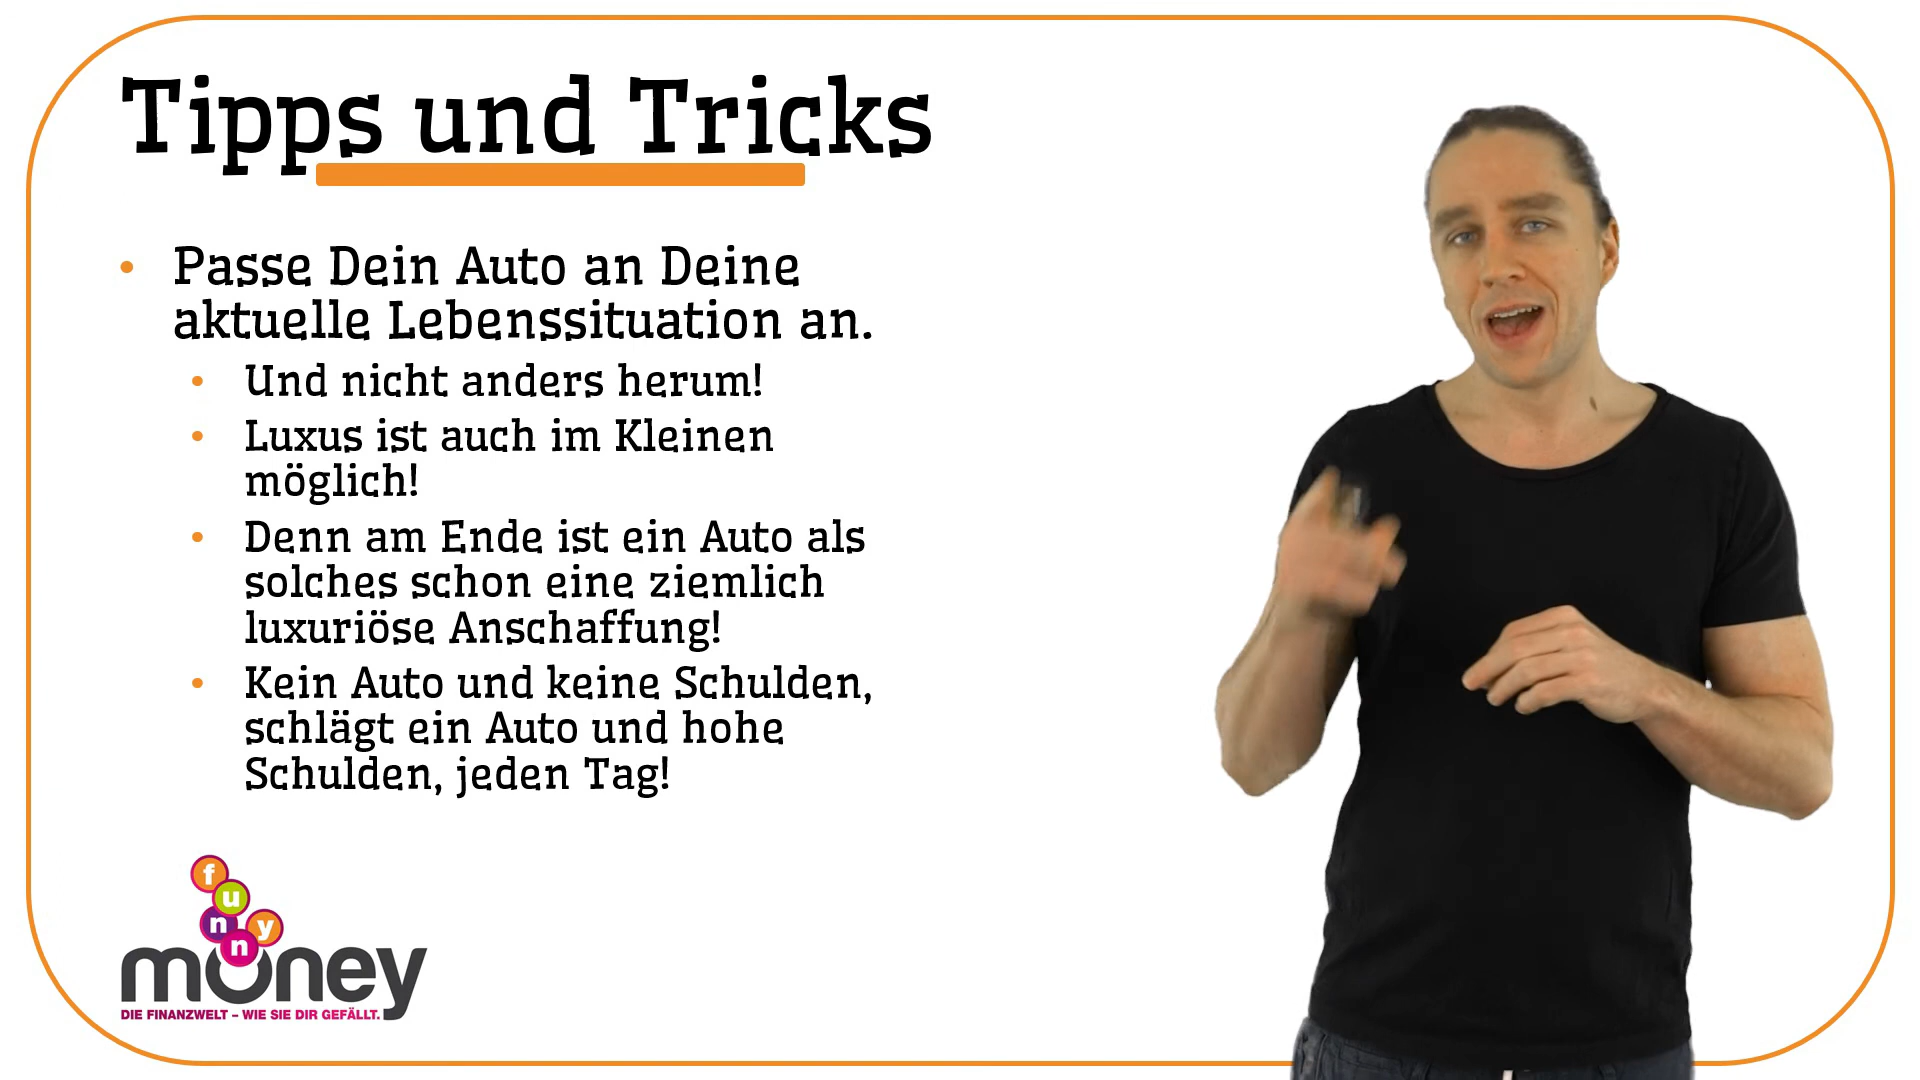 Tipps und Tricks
Passe Dein Auto an Deine
aktuelle Lebenssituation an.
Und nicht anders herum!
Luxus ist auch im Kleinen
möglich!
Denn am Ende ist ein Auto als
solches schon eine ziemlich
luxuriöse Anschaffung!
Kein Auto und keine Schulden,
schlägt ein Auto und hohe
Schulden, jeden Tag!
funny
money
DIE FINANZWELT – WIE SIE DIR GEFÄLLT.